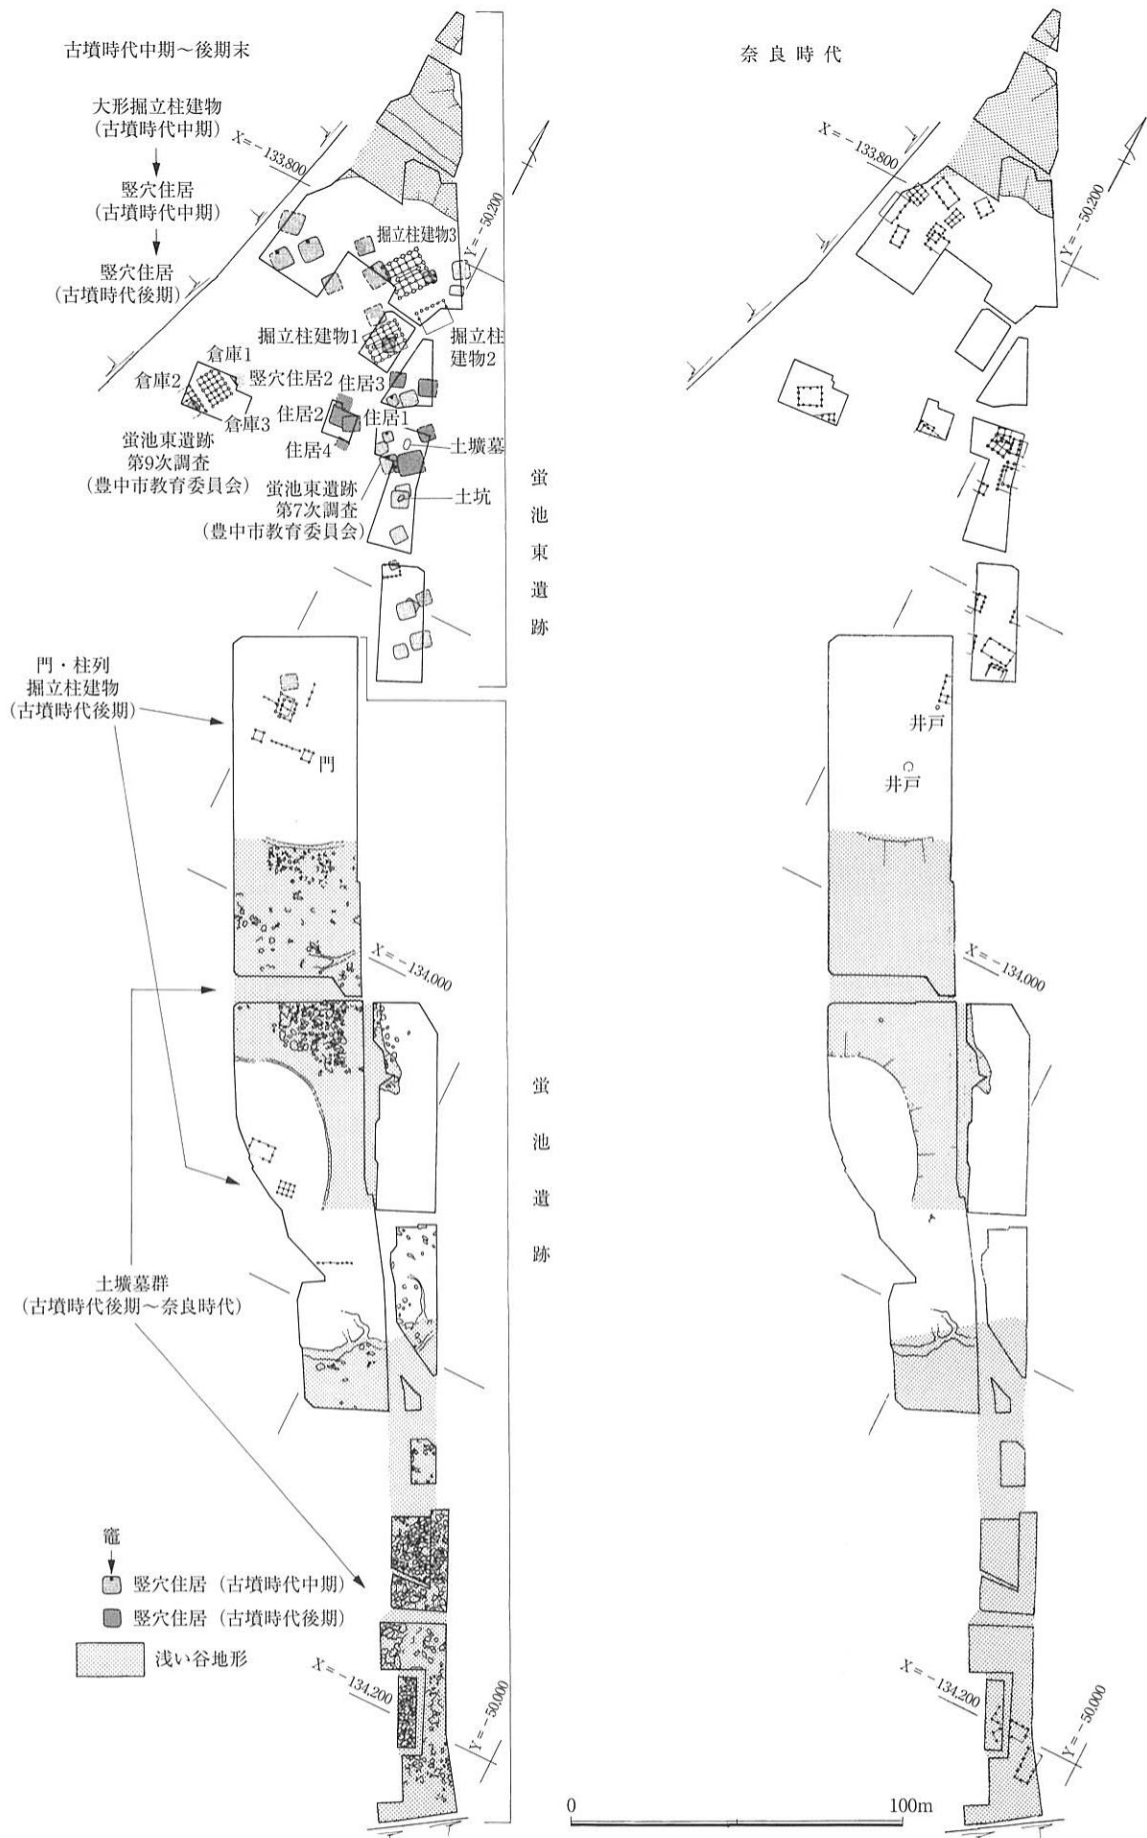 古墳時代中期～後期末
大形掘立柱建物
(古墳時代中期)
竪穴住居
(古墳時代中期)
竪穴住居
(古墳時代後期)
X=-133,800
Y=-50,200
掘立柱建物3
掘立柱建物1
掘立柱
建物2
倉庫1
倉庫2
倉庫3
竪穴住居2
住居3
住居2
住居1
住居4
土壙墓
土坑
蛍池東遺跡
第9次調査
(豊中市教育委員会)
蛍池東遺跡
第7次調査
(豊中市教育委員会)
蛍池東遺跡
門・柱列
掘立柱建物
(古墳時代後期)
門
X=-134,000
蛍池遺跡
土壙墓群
(古墳時代後期～奈良時代)
竈
竪穴住居(古墳時代中期)
竪穴住居(古墳時代後期)
浅い谷地形
X=-134,200
Y=-50,000
奈良時代
X=-133,800
Y=-50,200
井戸
井戸
X=-134,000
X=-134,200
Y=-50,000
0
100m